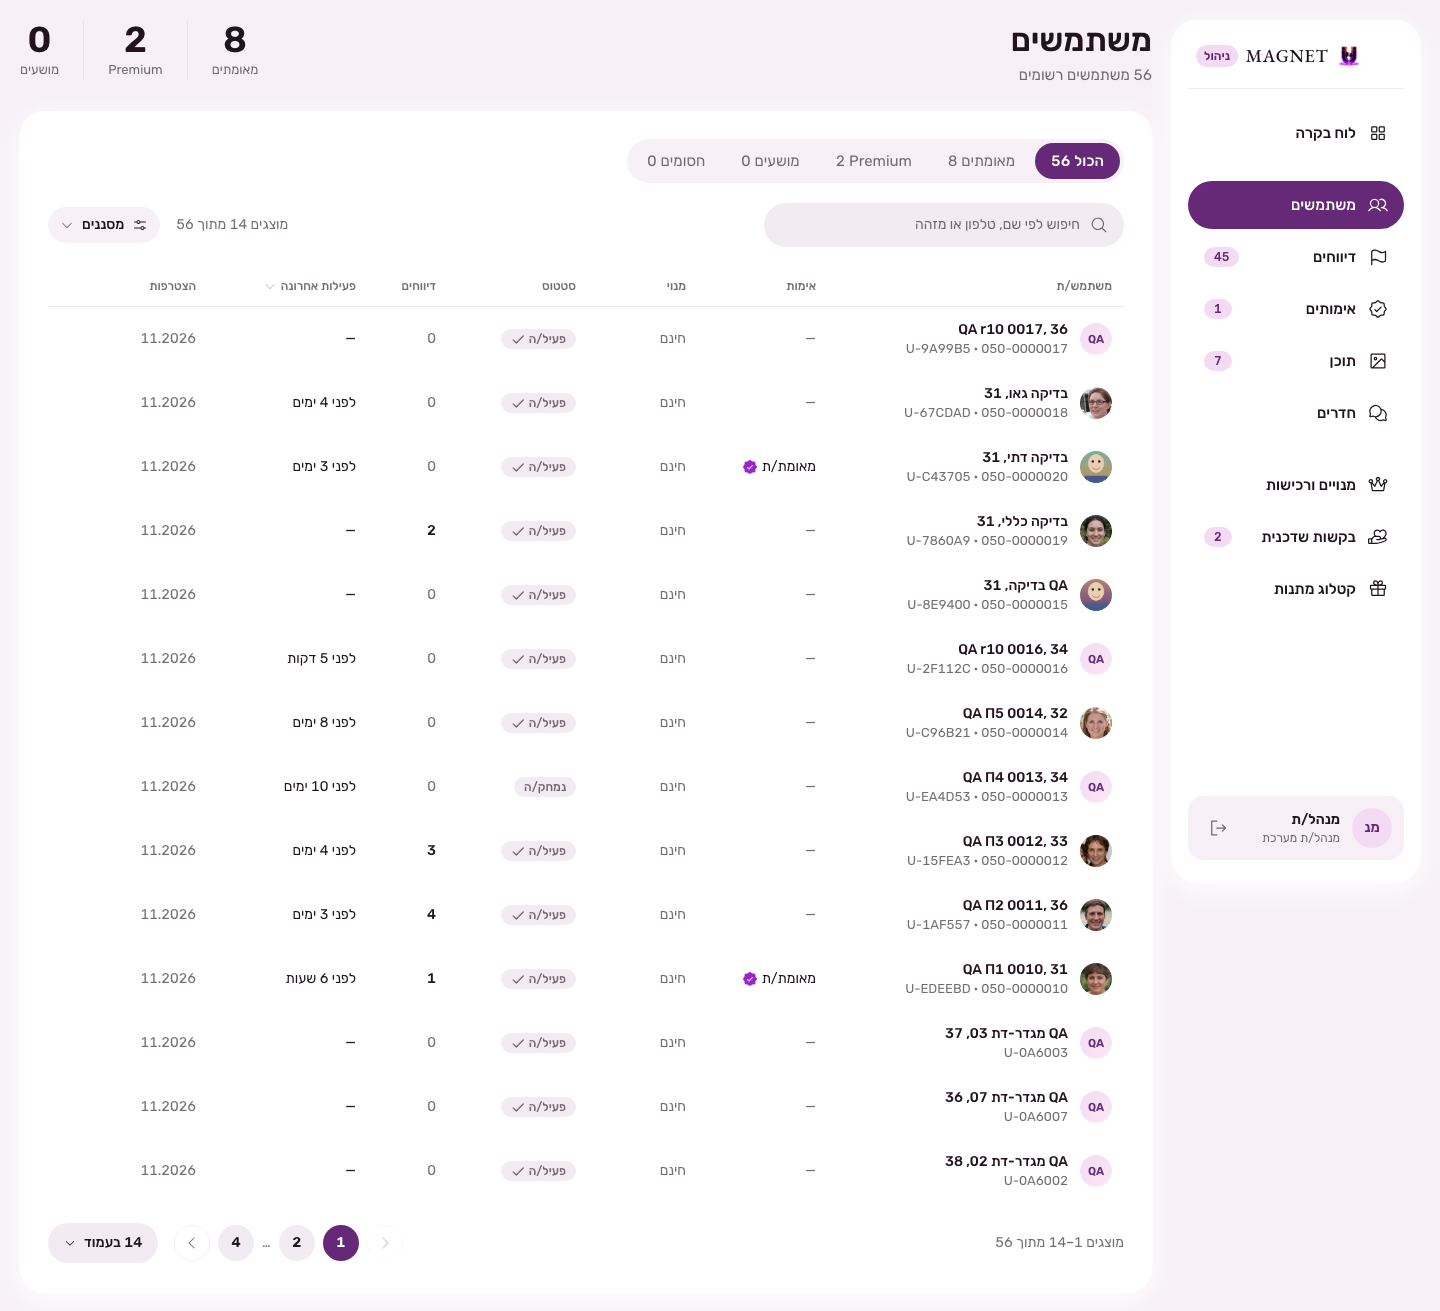 MAGNET ניהול
לוח בקרה
משתמשים
דיווחים 45
אימותים 1
תוכן 7
חדרים
מנויים ורכישות
בקשות שדכנית 2
קטלוג מתנות
מנ
מנהל/ת
מנהל/ת מערכת
משתמשים
56 משתמשים רשומים
8
מאומתים
2
Premium
0
מושעים
הכול 56 מאומתים 8 Premium 2 מושעים 0 חסומים 0
חיפוש לפי שם, טלפון או מזהה
מוצגים 14 מתוך 56
מסננים
משתמש/ת אימות מנוי סטטוס דיווחים פעילות אחרונה הצטרפות
QA
QA r10 0017, 36
U-9A99B5 • 050-0000017
— חינם פעיל/ה 0 — 11.2026
בדיקה גאו, 31
U-67CDAD • 050-0000018
— חינם פעיל/ה 0 לפני 4 ימים 11.2026
בדיקה דתי, 31
U-C43705 • 050-0000020
מאומת/ת חינם פעיל/ה 0 לפני 3 ימים 11.2026
בדיקה כללי, 31
U-7860A9 • 050-0000019
— חינם פעיל/ה 2 — 11.2026
QA בדיקה, 31
U-8E9400 • 050-0000015
— חינם פעיל/ה 0 — 11.2026
QA
QA r10 0016, 34
U-2F112C • 050-0000016
— חינם פעיל/ה 0 לפני 5 דקות 11.2026
QA П5 0014, 32
U-C96B21 • 050-0000014
— חינם פעיל/ה 0 לפני 8 ימים 11.2026
QA
QA П4 0013, 34
U-EA4D53 • 050-0000013
— חינם נמחק/ה 0 לפני 10 ימים 11.2026
QA П3 0012, 33
U-15FEA3 • 050-0000012
— חינם פעיל/ה 3 לפני 4 ימים 11.2026
QA П2 0011, 36
U-1AF557 • 050-0000011
— חינם פעיל/ה 4 לפני 3 ימים 11.2026
QA П1 0010, 31
U-EDEEBD • 050-0000010
מאומת/ת חינם פעיל/ה 1 לפני 6 שעות 11.2026
QA
QA מגדר-דת 03, 37
U-0A6003
— חינם פעיל/ה 0 — 11.2026
QA
QA מגדר-דת 07, 36
U-0A6007
— חינם פעיל/ה 0 — 11.2026
QA
QA מגדר-דת 02, 38
U-0A6002
— חינם פעיל/ה 0 — 11.2026
מוצגים 1–14 מתוך 56
1 2 … 4
14 בעמוד